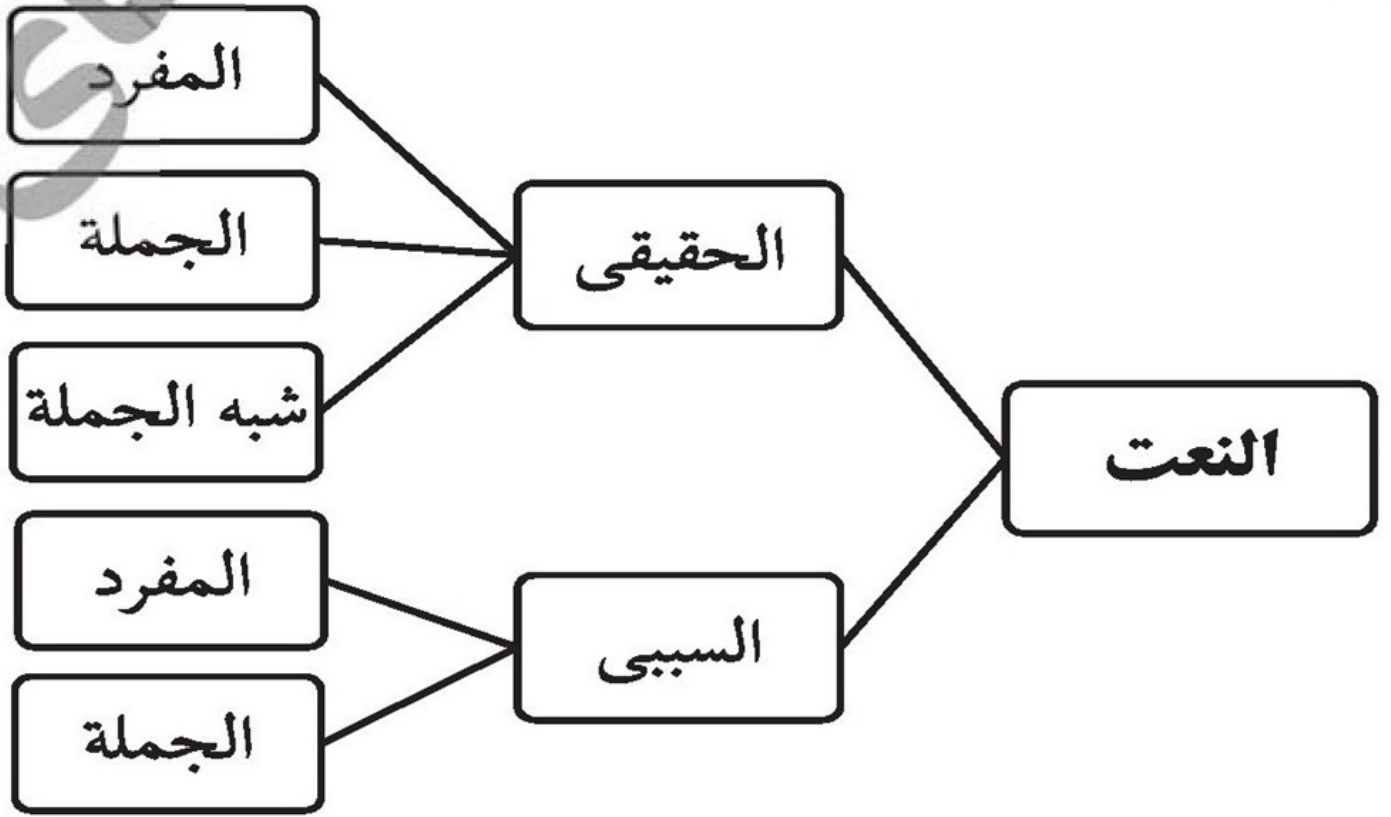 النعت
الحقيقى
المفرد
الجملة
شبه الجملة
السببى
المفرد
الجملة